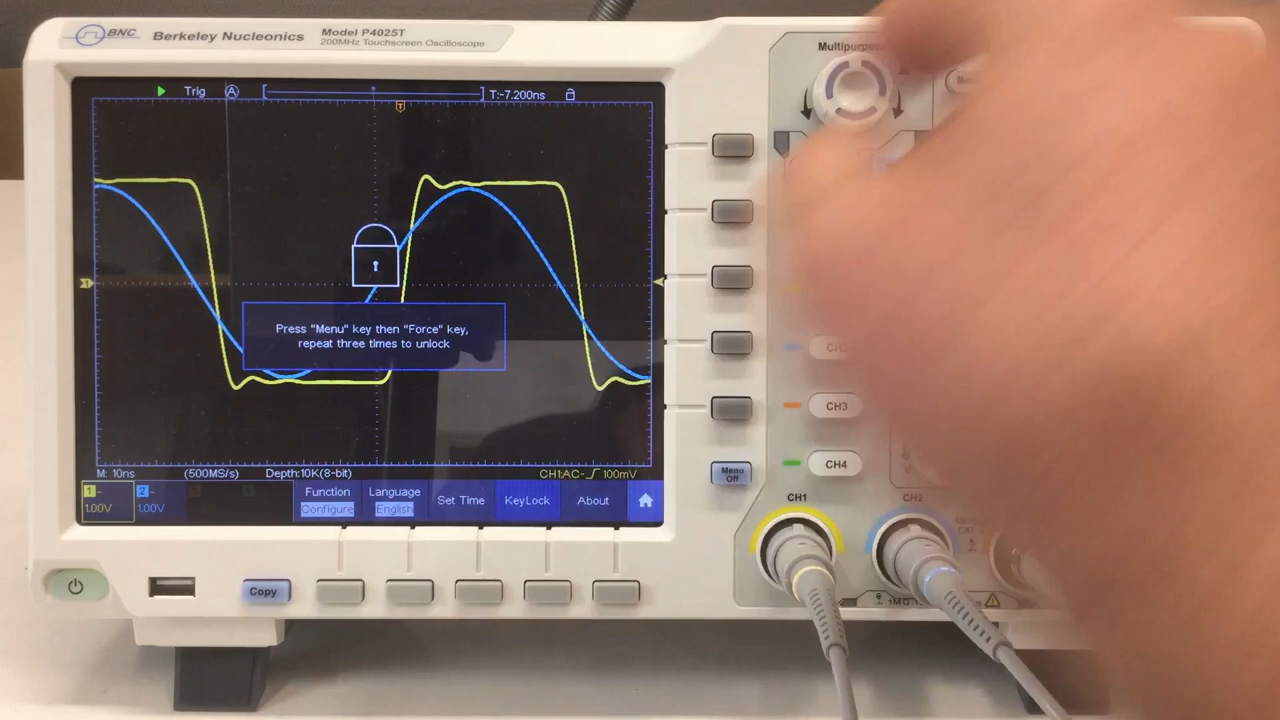 BNC Berkeley Nucleonics Model P4025T
200MHz Touchscreen Oscilloscope
Trig A T:-7.200ns
T
1
Press "Menu" key then "Force" key,
repeat three times to unlock
M: 10ns (500MS/s) Depth:10K(8-bit) CH1:AC- 100mV
1 - 1.00V
2 - 1.00V
Function Configure
Language English
Set Time
KeyLock
About
Copy
Menu
Off
CH3
CH4
CH1 CH2